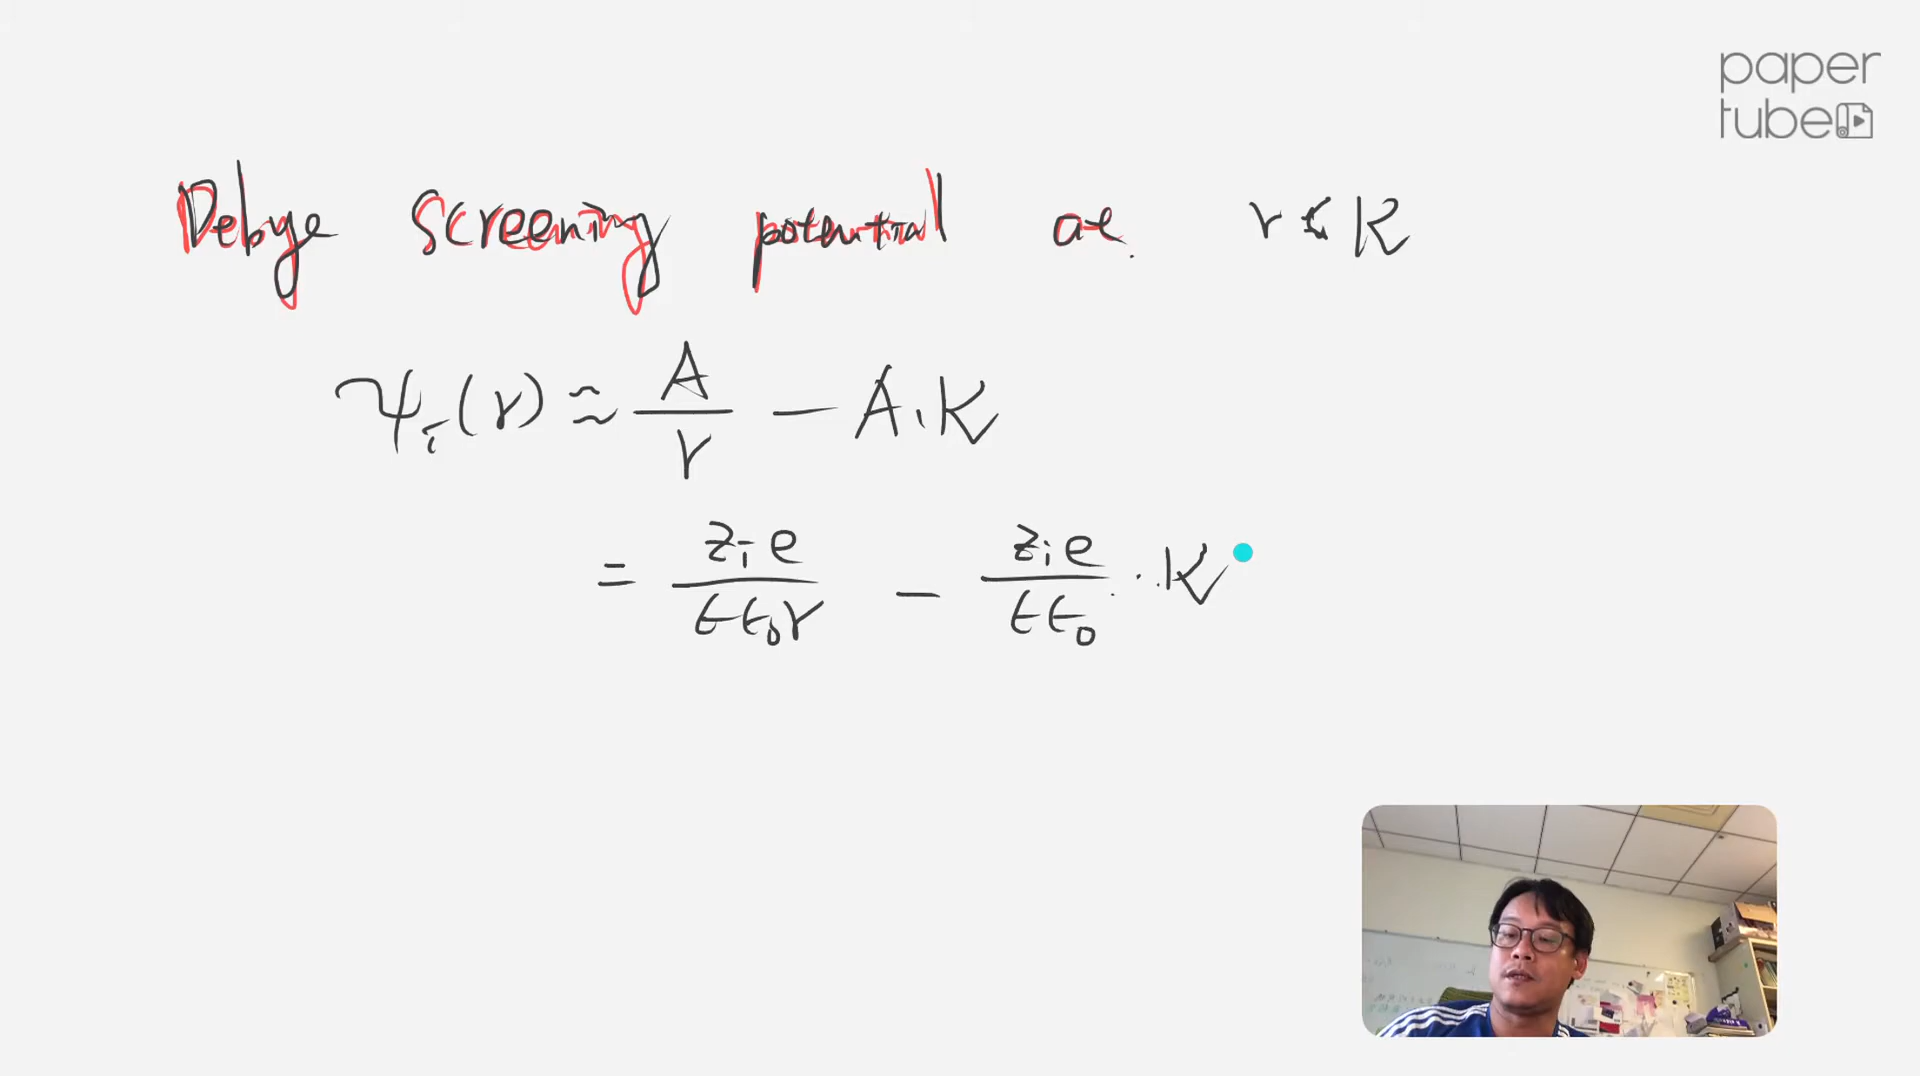 paper
tube
Debye screening potential at r < K
Ψᵢ(r) ≈ A/r − A·K
= zᵢe/εε₀r − zᵢe/εε₀ · K